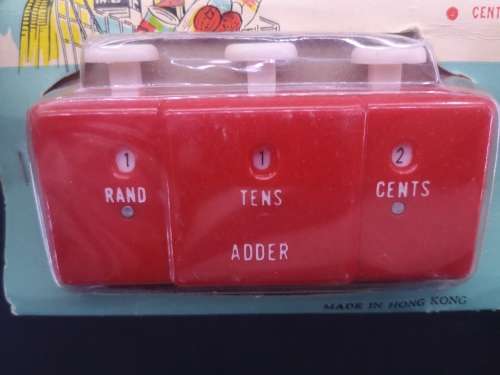 CENT
1 1 2
RAND TENS CENTS
ADDER
MADE IN HONG KONG